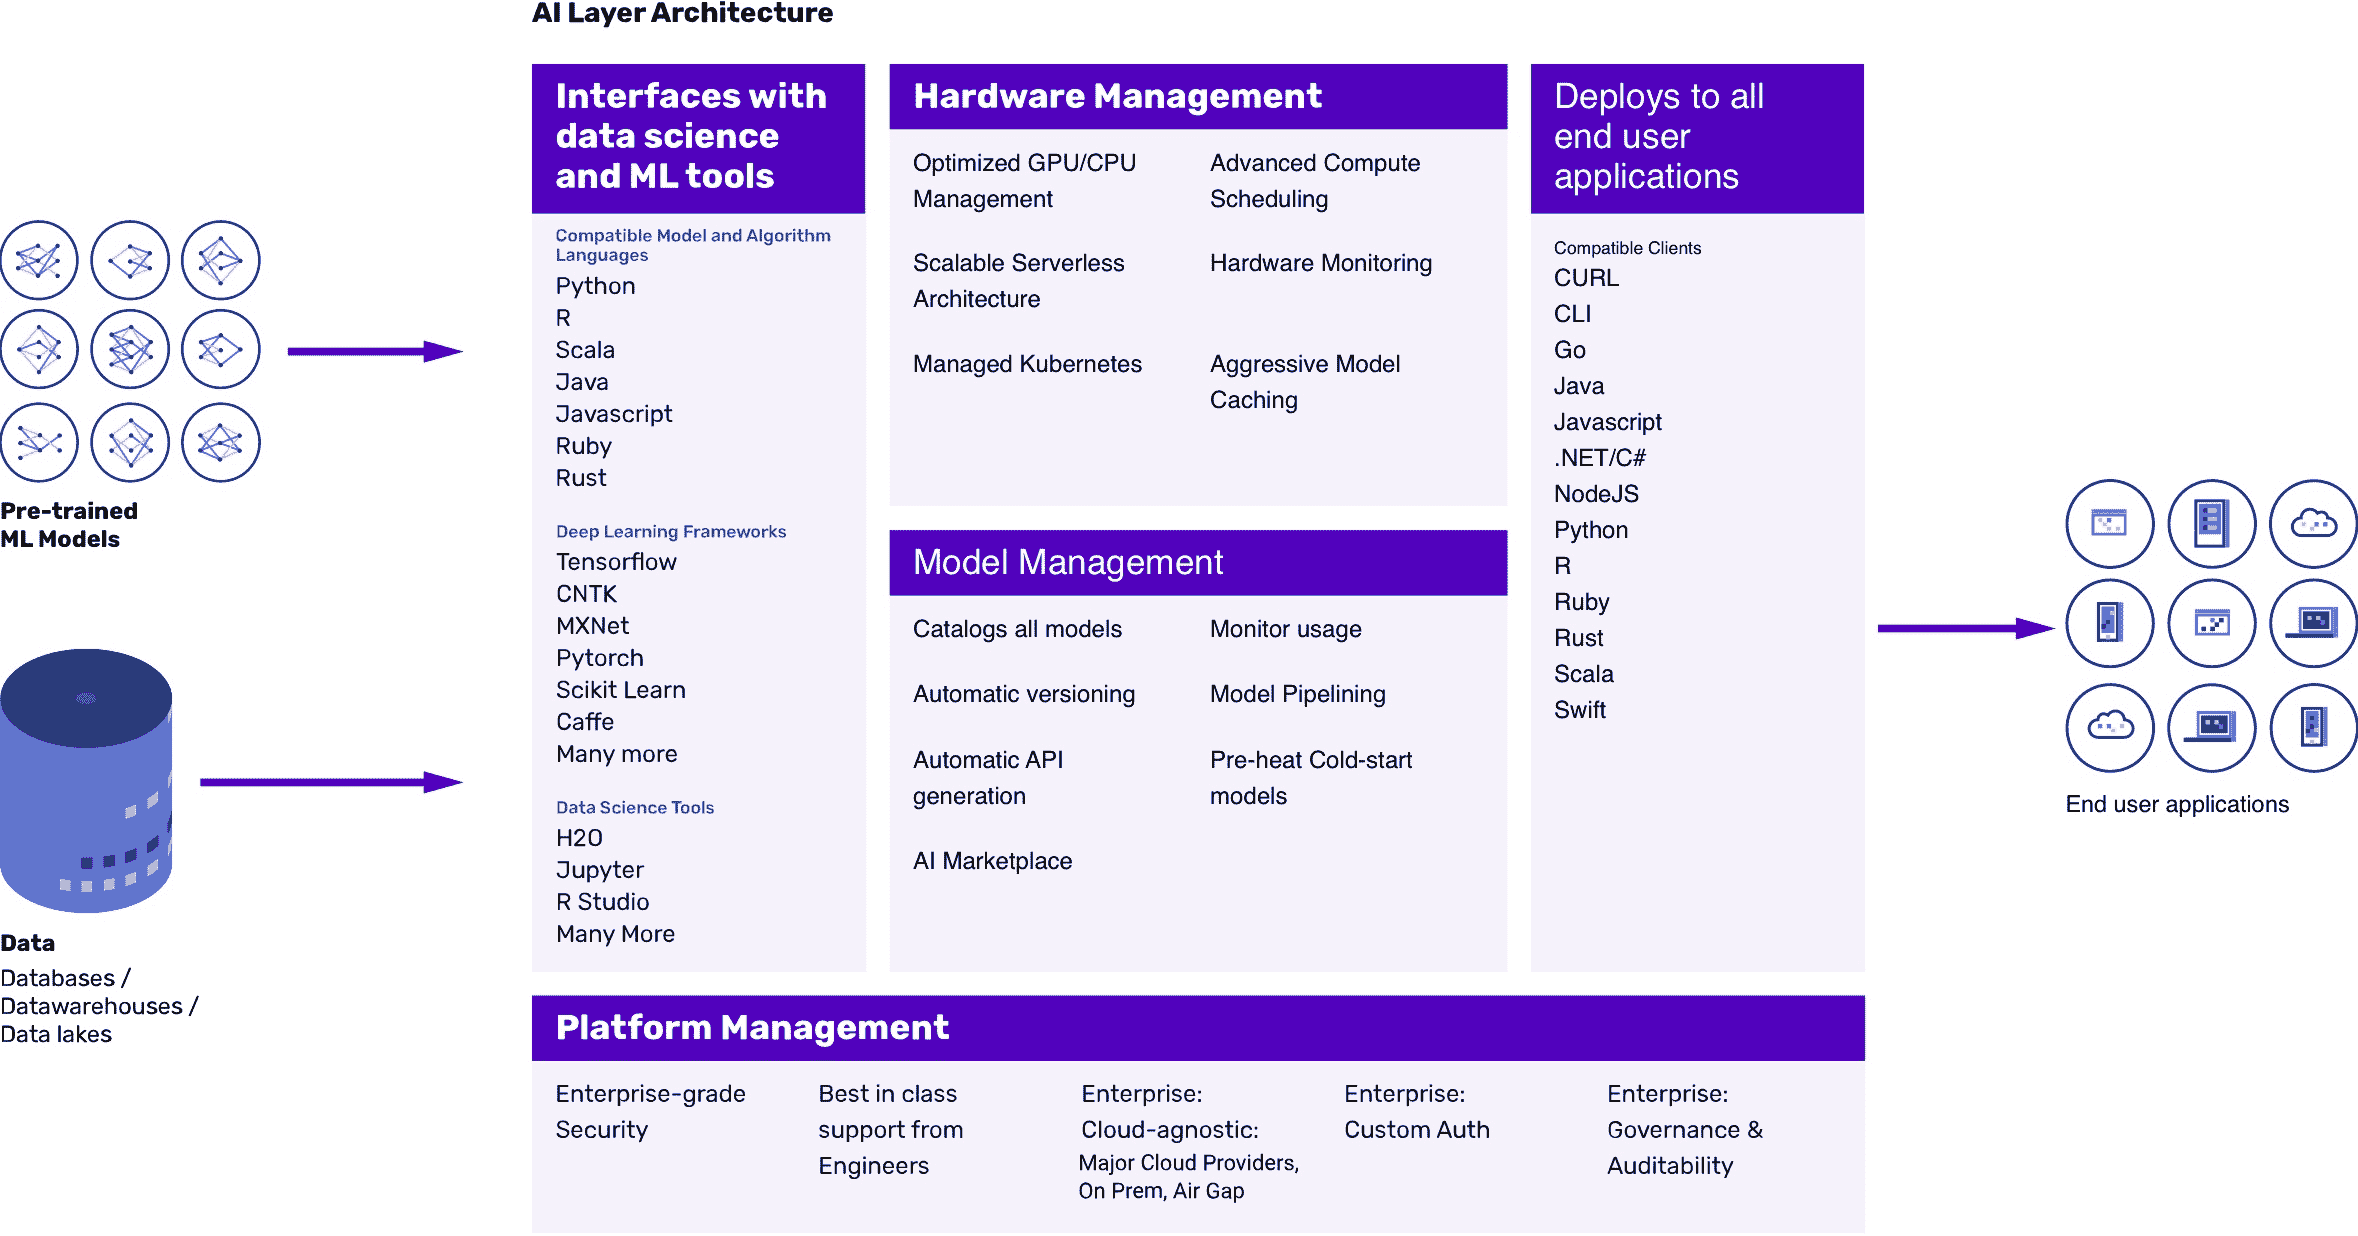 AI Layer Architecture
Pre-trained
ML Models
Data
Databases /
Datawarehouses /
Data lakes
Interfaces with
data science
and ML tools
Compatible Model and Algorithm
Languages
Python
R
Scala
Java
Javascript
Ruby
Rust
Deep Learning Frameworks
Tensorflow
CNTK
MXNet
Pytorch
Scikit Learn
Caffe
Many more
Data Science Tools
H2O
Jupyter
R Studio
Many More
Hardware Management
Optimized GPU/CPU
Management
Advanced Compute
Scheduling
Scalable Serverless
Architecture
Hardware Monitoring
Managed Kubernetes
Aggressive Model
Caching
Model Management
Catalogs all models
Monitor usage
Automatic versioning
Model Pipelining
Automatic API
generation
Pre-heat Cold-start
models
AI Marketplace
Deploys to all
end user
applications
Compatible Clients
CURL
CLI
Go
Java
Javascript
.NET/C#
NodeJS
Python
R
Ruby
Rust
Scala
Swift
End user applications
Platform Management
Enterprise-grade
Security
Best in class
support from
Engineers
Enterprise:
Cloud-agnostic:
Major Cloud Providers,
On Prem, Air Gap
Enterprise:
Custom Auth
Enterprise:
Governance &
Auditability